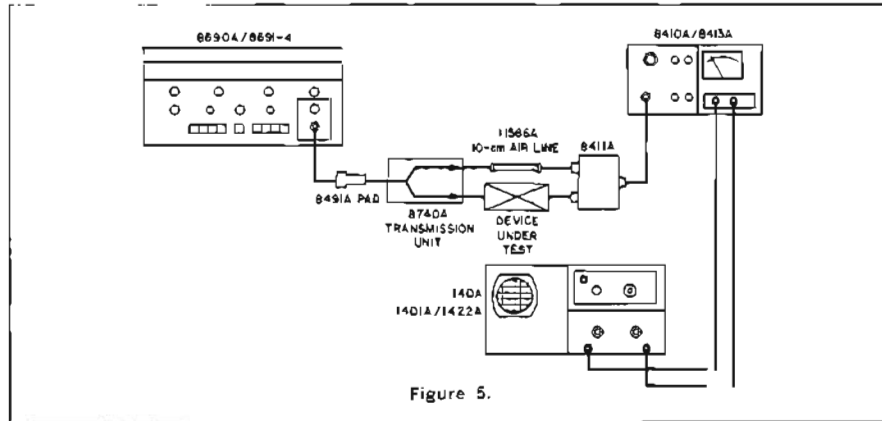 8690A/8691-4
8410A/8413A
11566A
10-cm AIR LINE
8411A
8491A PAD
8740A
TRANSMISSION
UNIT
DEVICE
UNDER
TEST
140A
1401A/1422A
Figure 5.